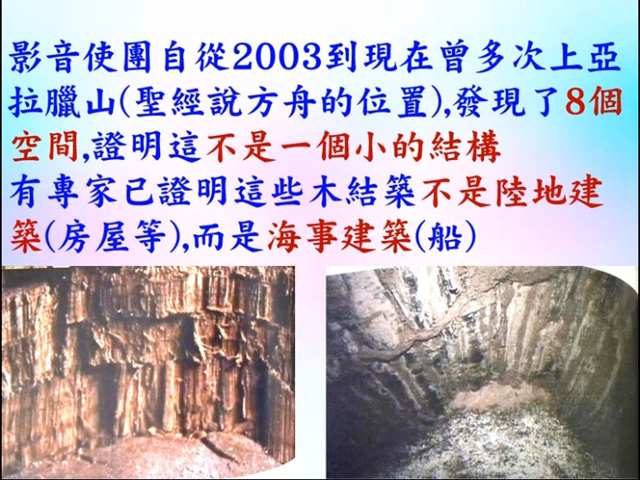 影音使團自從2003到現在曾多次上亞
拉臘山(聖經說方舟的位置),發現了8個
空間,證明這不是一個小的結構
有專家已證明這些木結築不是陸地建
築(房屋等),而是海事建築(船)